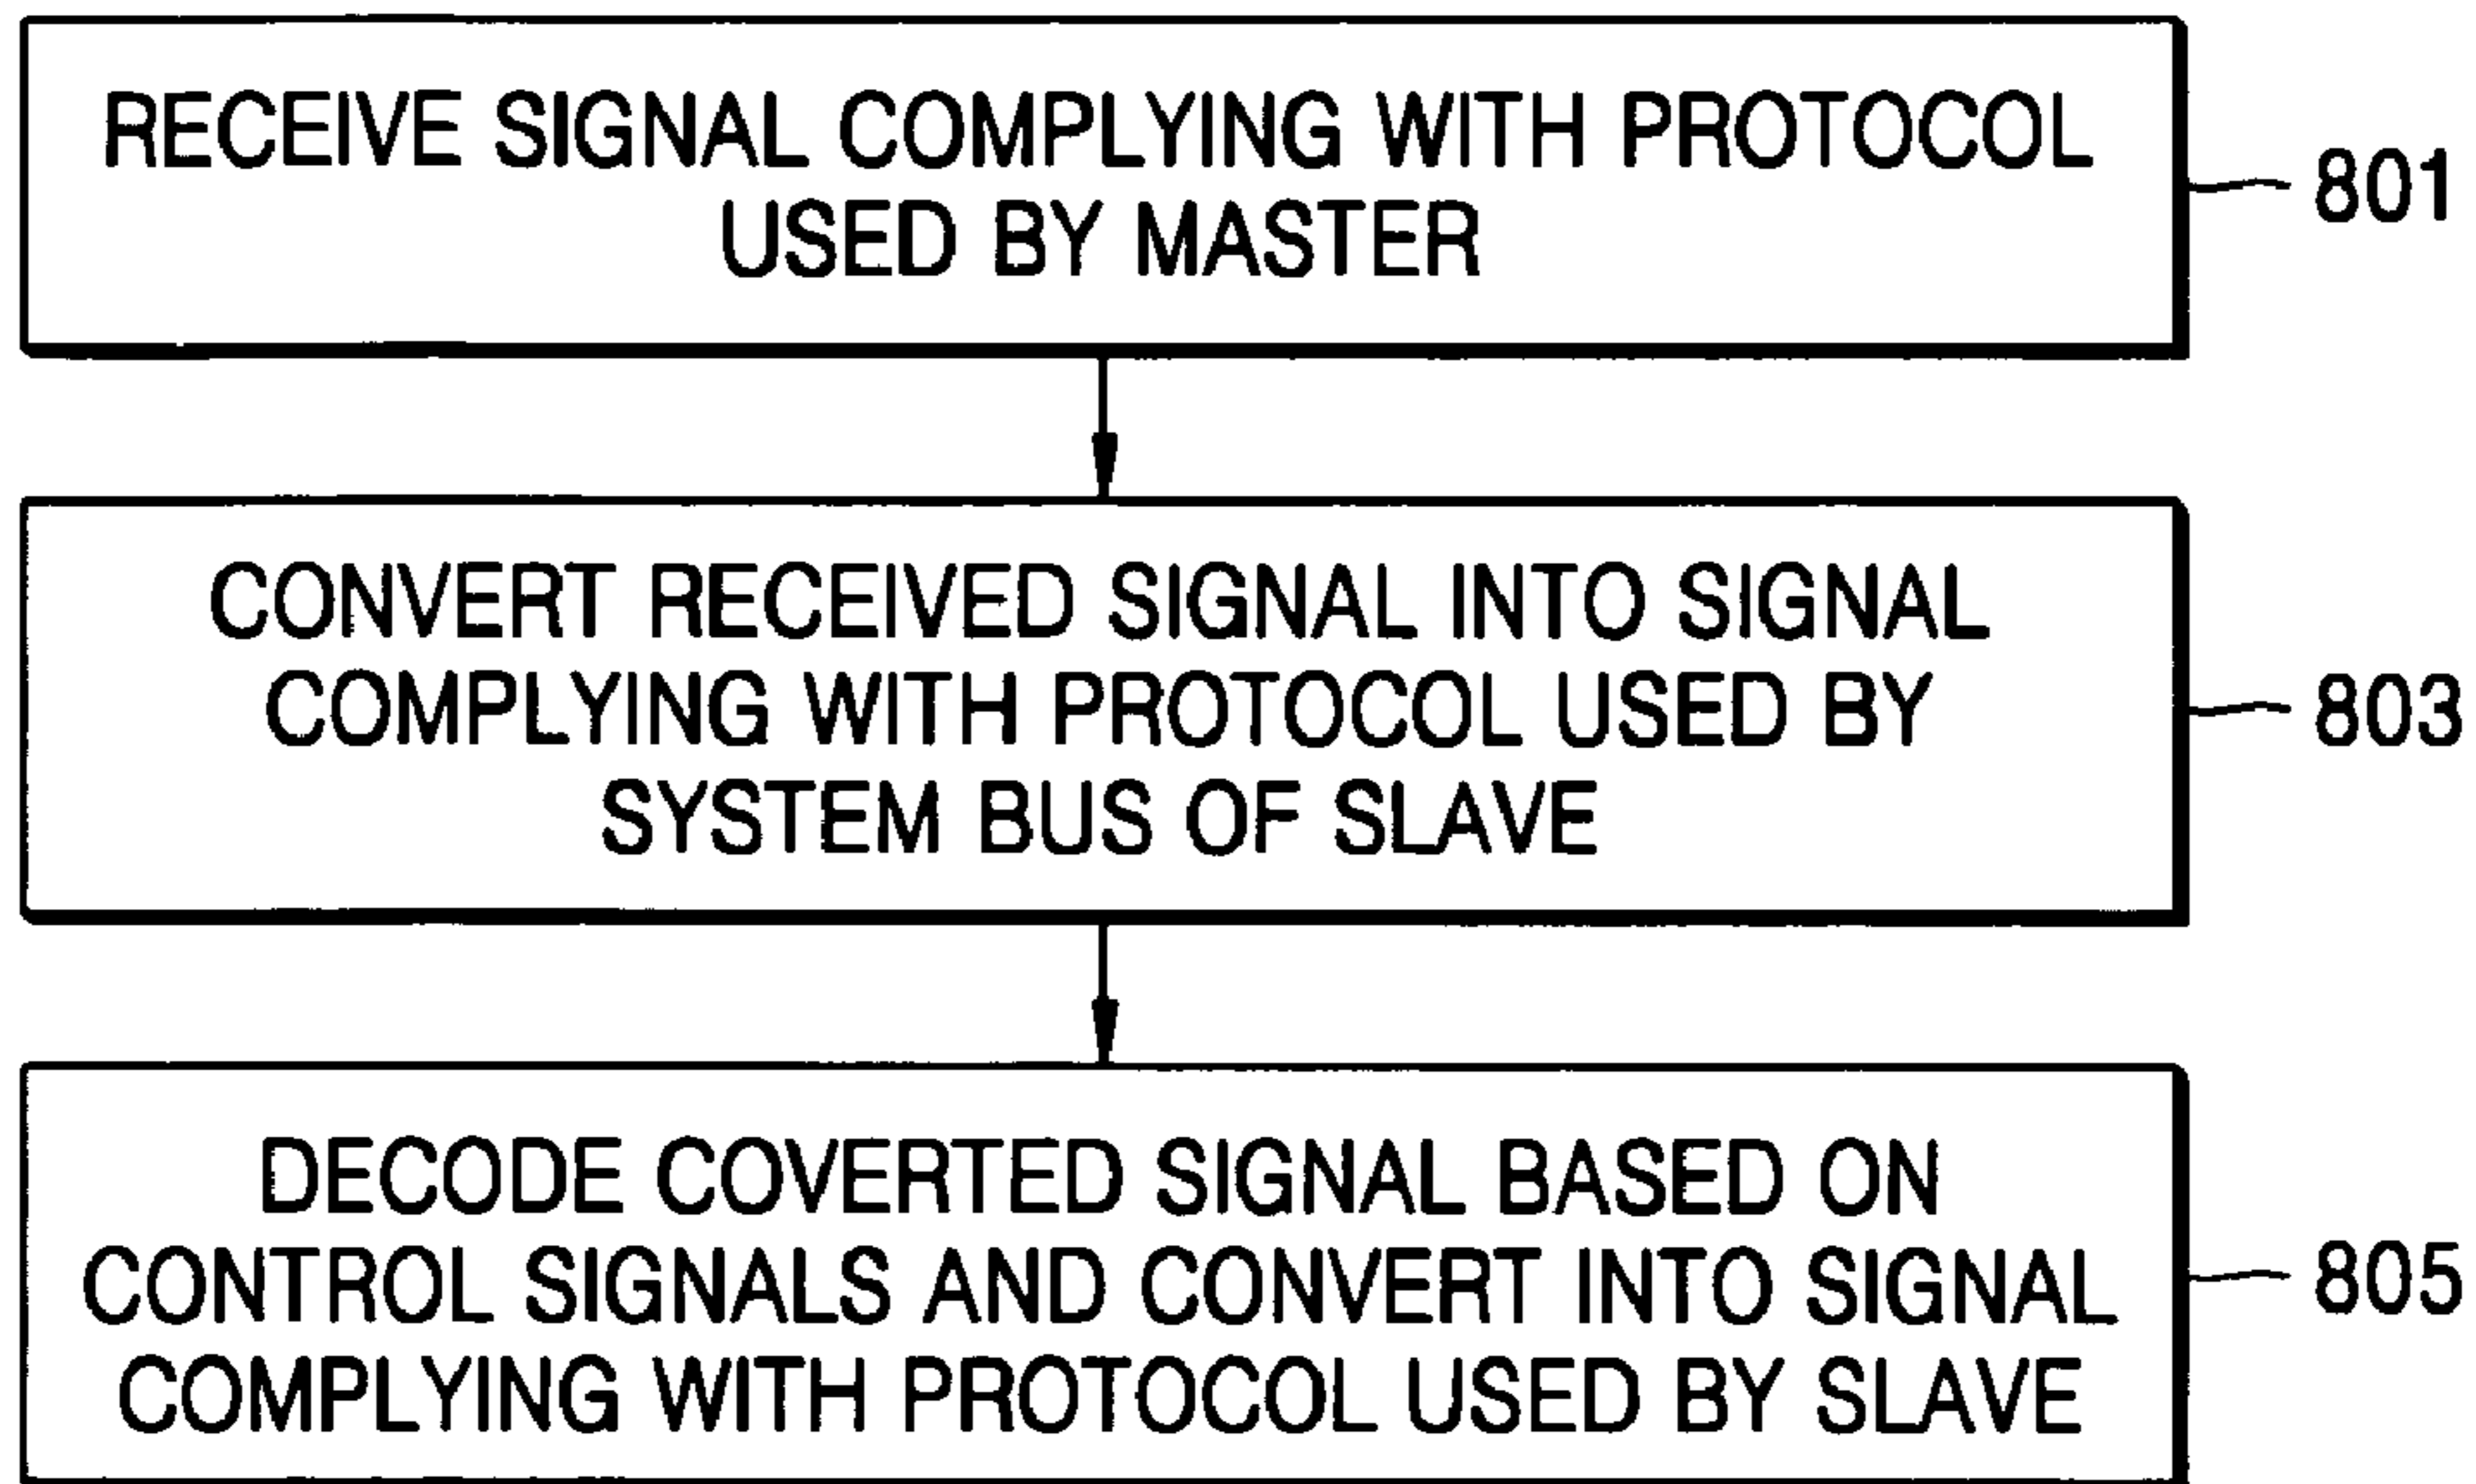 RECEIVE SIGNAL COMPLYING WITH PROTOCOL
USED BY MASTER
801
CONVERT RECEIVED SIGNAL INTO SIGNAL
COMPLYING WITH PROTOCOL USED BY
SYSTEM BUS OF SLAVE
803
DECODE COVERTED SIGNAL BASED ON
CONTROL SIGNALS AND CONVERT INTO SIGNAL
COMPLYING WITH PROTOCOL USED BY SLAVE
805